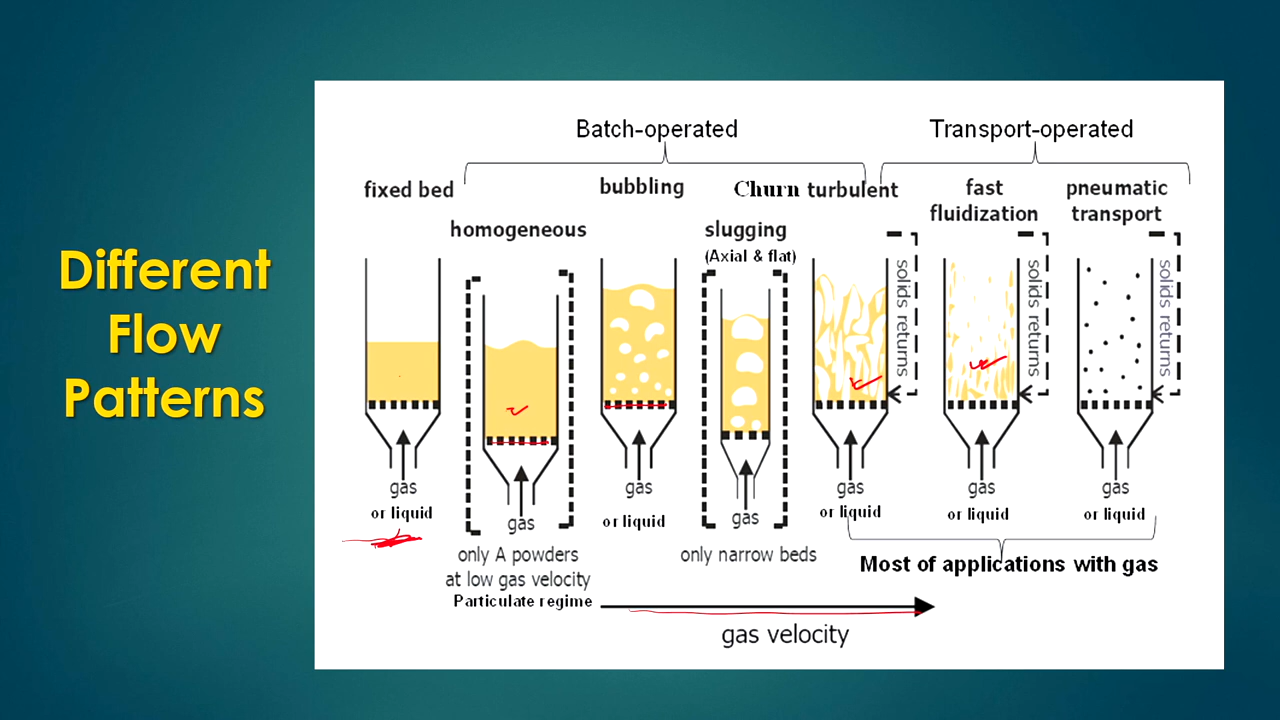 Different
Flow
Patterns
Batch-operated
Transport-operated
fixed bed
homogeneous
bubbling
slugging
(Axial & flat)
Churn turbulent
fast
fluidization
pneumatic
transport
solids returns
solids returns
solids returns
gas
or liquid
gas
gas
or liquid
gas
gas
or liquid
gas
or liquid
gas
or liquid
only A powders
at low gas velocity
Particulate regime
only narrow beds
Most of applications with gas
gas velocity